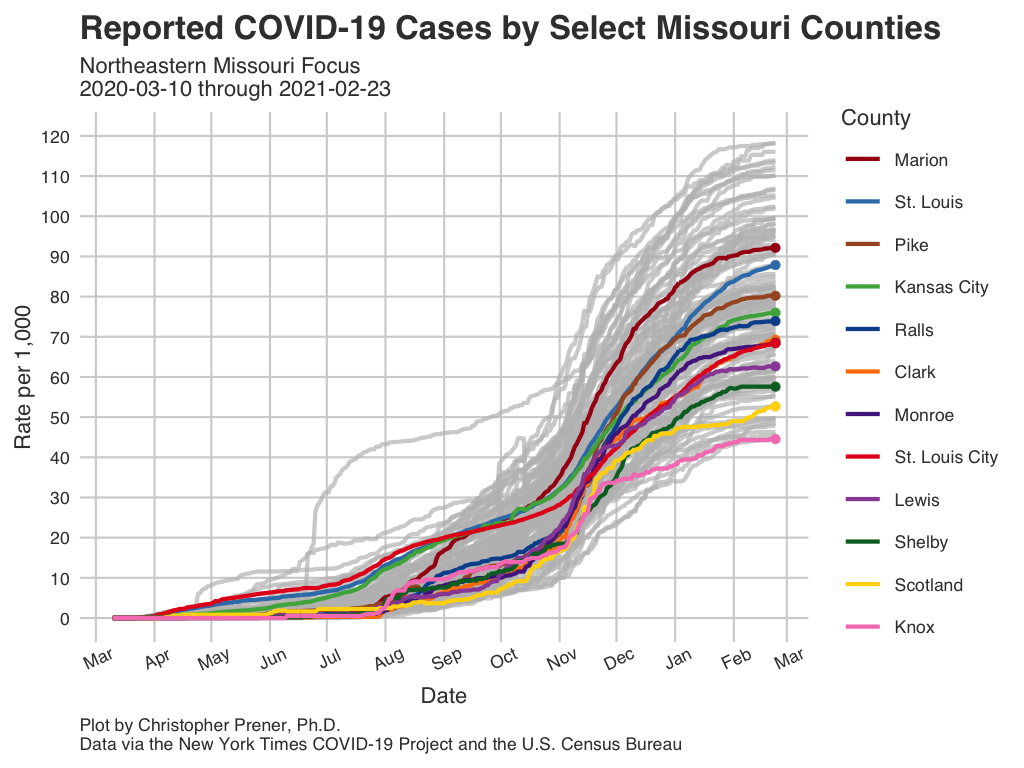 Reported COVID-19 Cases by Select Missouri Counties
Northeastern Missouri Focus
2020-03-10 through 2021-02-23
County
Marion
St. Louis
Pike
Kansas City
Ralls
Clark
Monroe
St. Louis City
Lewis
Shelby
Scotland
Knox
Rate per 1,000
120
110
100
90
80
70
60
50
40
30
20
10
0
Mar Apr May Jun Jul Aug Sep Oct Nov Dec Jan Feb Mar
Date
Plot by Christopher Prener, Ph.D.
Data via the New York Times COVID-19 Project and the U.S. Census Bureau